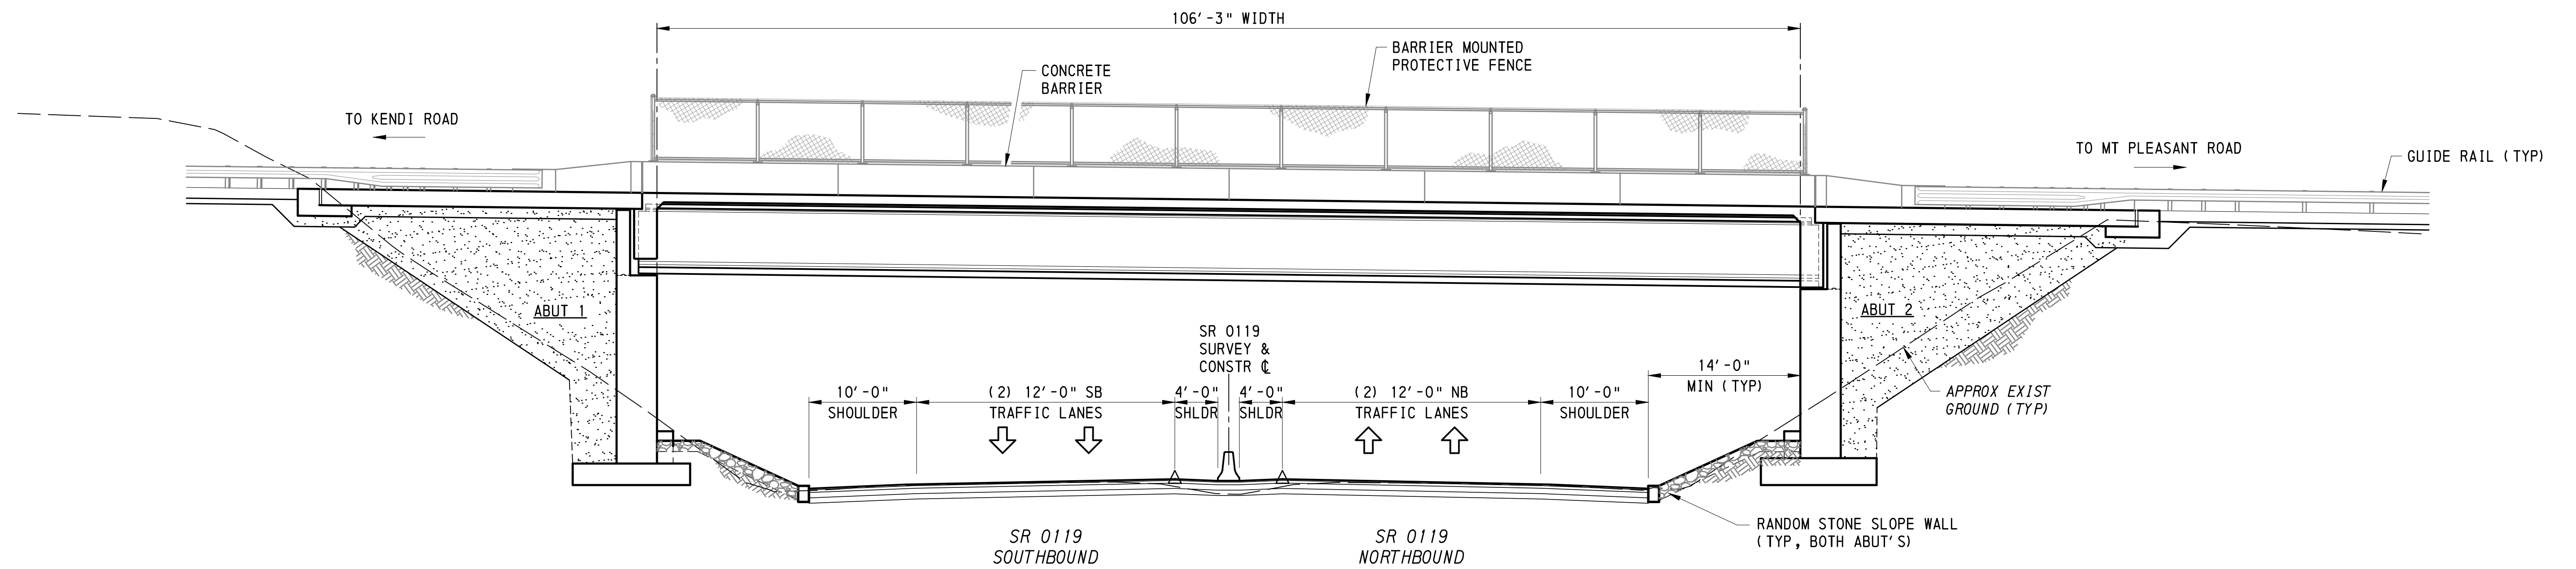 106'-3" WIDTH
BARRIER MOUNTED
PROTECTIVE FENCE
CONCRETE
BARRIER
TO KENDI ROAD
TO MT PLEASANT ROAD
GUIDE RAIL (TYP)
ABUT 1
ABUT 2
SR 0119
SURVEY &
CONSTR ℄
14'-0"
MIN (TYP)
10'-0"
SHOULDER
(2) 12'-0" SB
TRAFFIC LANES
4'-0"
SHLDR
4'-0"
SHLDR
(2) 12'-0" NB
TRAFFIC LANES
10'-0"
SHOULDER
APPROX EXIST
GROUND (TYP)
RANDOM STONE SLOPE WALL
(TYP, BOTH ABUT'S)
SR 0119
SOUTHBOUND
SR 0119
NORTHBOUND